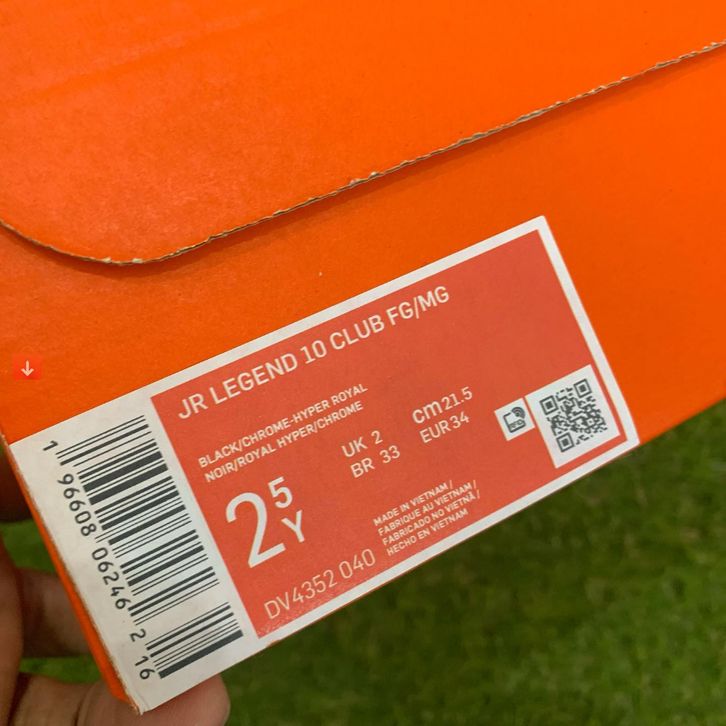 JR LEGEND 10 CLUB FG/MG
BLACK/CHROME-HYPER ROYAL
NOIR/ROYAL HYPER/CHROME
2 5 Y
UK 2
BR 33
cm 21.5
EUR 34
MADE IN VIETNAM /
FABRIQUE AU VIETNAM /
FABRICADO NO VIETNÃ /
HECHO EN VIETNAM
DV4352 040
1 96608 06246 2 16